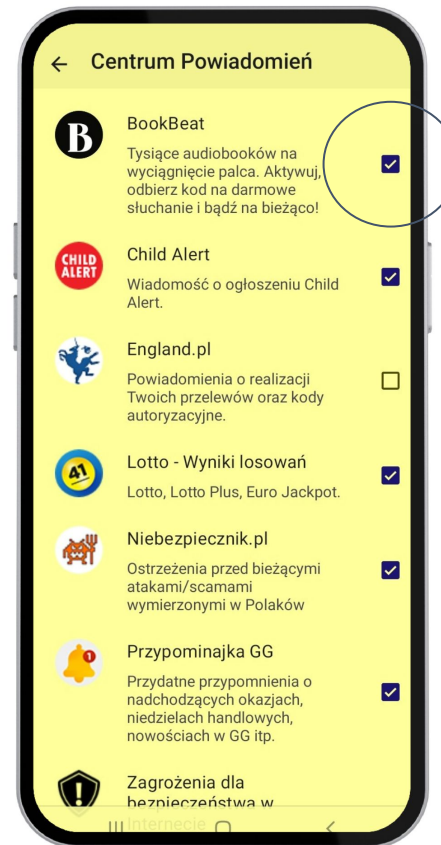 Centrum Powiadomień
B
BookBeat
Tysiące audiobooków na
wyciągnięcie palca. Aktywuj,
odbierz kod na darmowe
słuchanie i bądź na bieżąco!
CHILD
ALERT
Child Alert
Wiadomość o ogłoszeniu Child
Alert.
England.pl
Powiadomienia o realizacji
Twoich przelewów oraz kody
autoryzacyjne.
41
Lotto - Wyniki losowań
Lotto, Lotto Plus, Euro Jackpot.
Niebezpiecznik.pl
Ostrzeżenia przed bieżącymi
atakami/scamami
wymierzonymi w Polaków
1
Przypominajka GG
Przydatne przypomnienia o
nadchodzących okazjach,
niedzielach handlowych,
nowościach w GG itp.
Zagrożenia dla
bezpieczeństwa w
Internecie